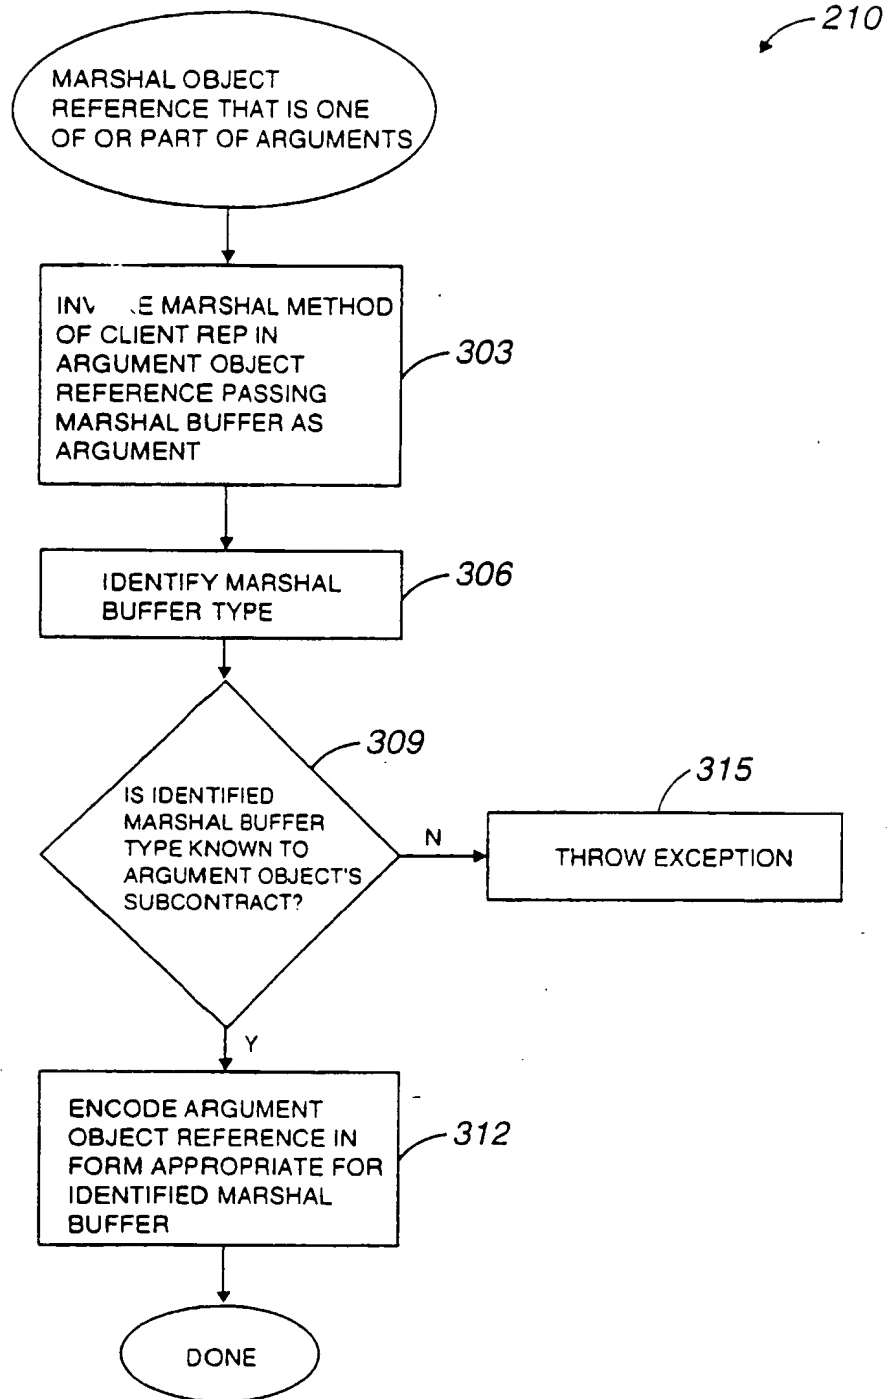 210
MARSHAL OBJECT
REFERENCE THAT IS ONE
OF OR PART OF ARGUMENTS
MARSHAL METHOD
OF CLIENT REP IN
ARGUMENT OBJECT
REFERENCE PASSING
MARSHAL BUFFER AS
ARGUMENT
303
IDENTIFY MARSHAL
BUFFER TYPE
306
309
IS IDENTIFIED
MARSHAL BUFFER
TYPE KNOWN TO
ARGUMENT OBJECT'S
SUBCONTRACT?
N
315
THROW EXCEPTION
Y
ENCODE ARGUMENT
OBJECT REFERENCE IN
FORM APPROPRIATE FOR
IDENTIFIED MARSHAL
BUFFER
312
DONE